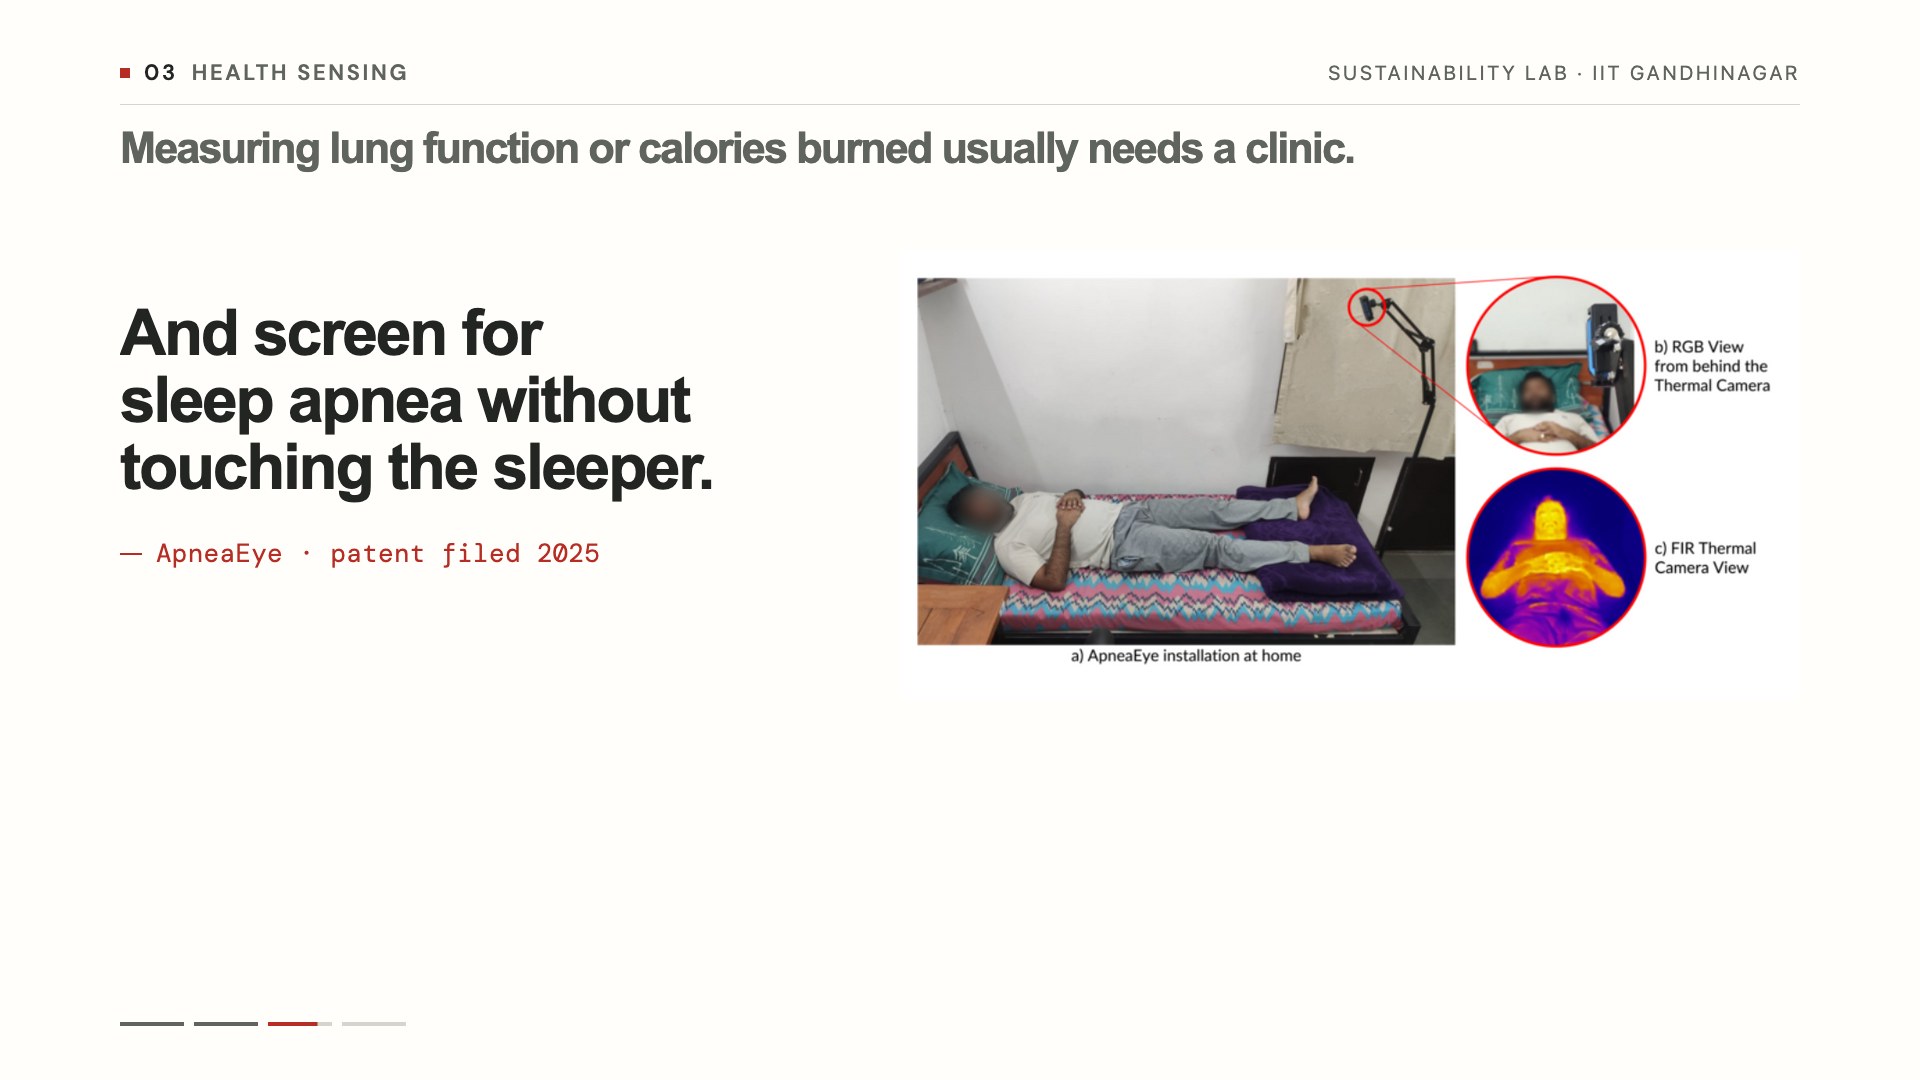 03 HEALTH SENSING
SUSTAINABILITY LAB · IIT GANDHINAGAR
Measuring lung function or calories burned usually needs a clinic.
And screen for
sleep apnea without
touching the sleeper.
— ApneaEye · patent filed 2025
b) RGB View
from behind the
Thermal Camera
c) FIR Thermal
Camera View
a) ApneaEye installation at home